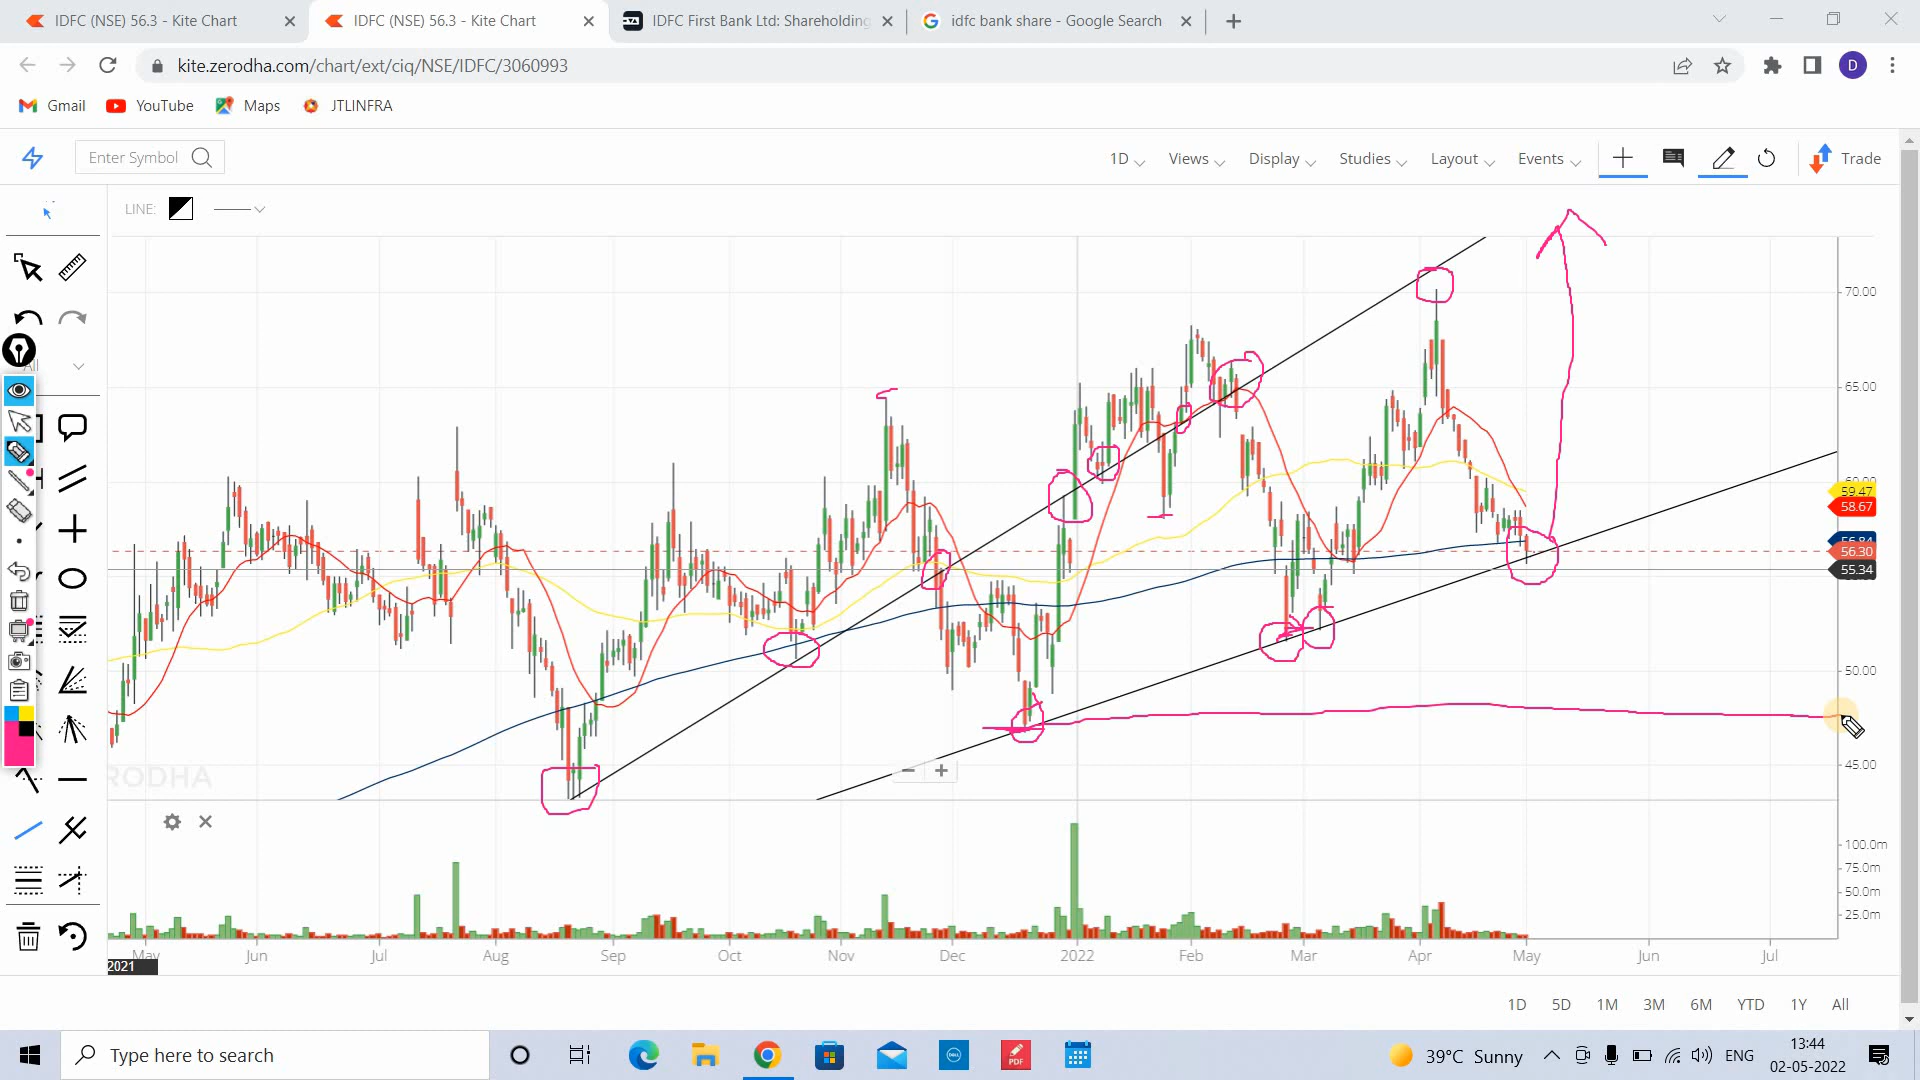 IDFC (NSE) 56.3 - Kite Chart
IDFC (NSE) 56.3 - Kite Chart
IDFC First Bank Ltd: Shareholding
idfc bank share - Google Search
kite.zerodha.com/chart/ext/ciq/NSE/IDFC/3060993
D
Gmail
YouTube
Maps
JTLINFRA
Enter Symbol
1D
Views
Display
Studies
Layout
Events
Trade
LINE:
70.00
65.00
59.47
58.67
56.30
55.34
50.00
45.00
RODHA
100.0m
75.0m
50.0m
25.0m
May
Jun
Jul
Aug
Sep
Oct
Nov
Dec
2022
Feb
Mar
Apr
May
Jun
Jul
2021
1D 5D 1M 3M 6M YTD 1Y All
Type here to search
DELL
PDF
39°C Sunny
ENG
13:44
02-05-2022